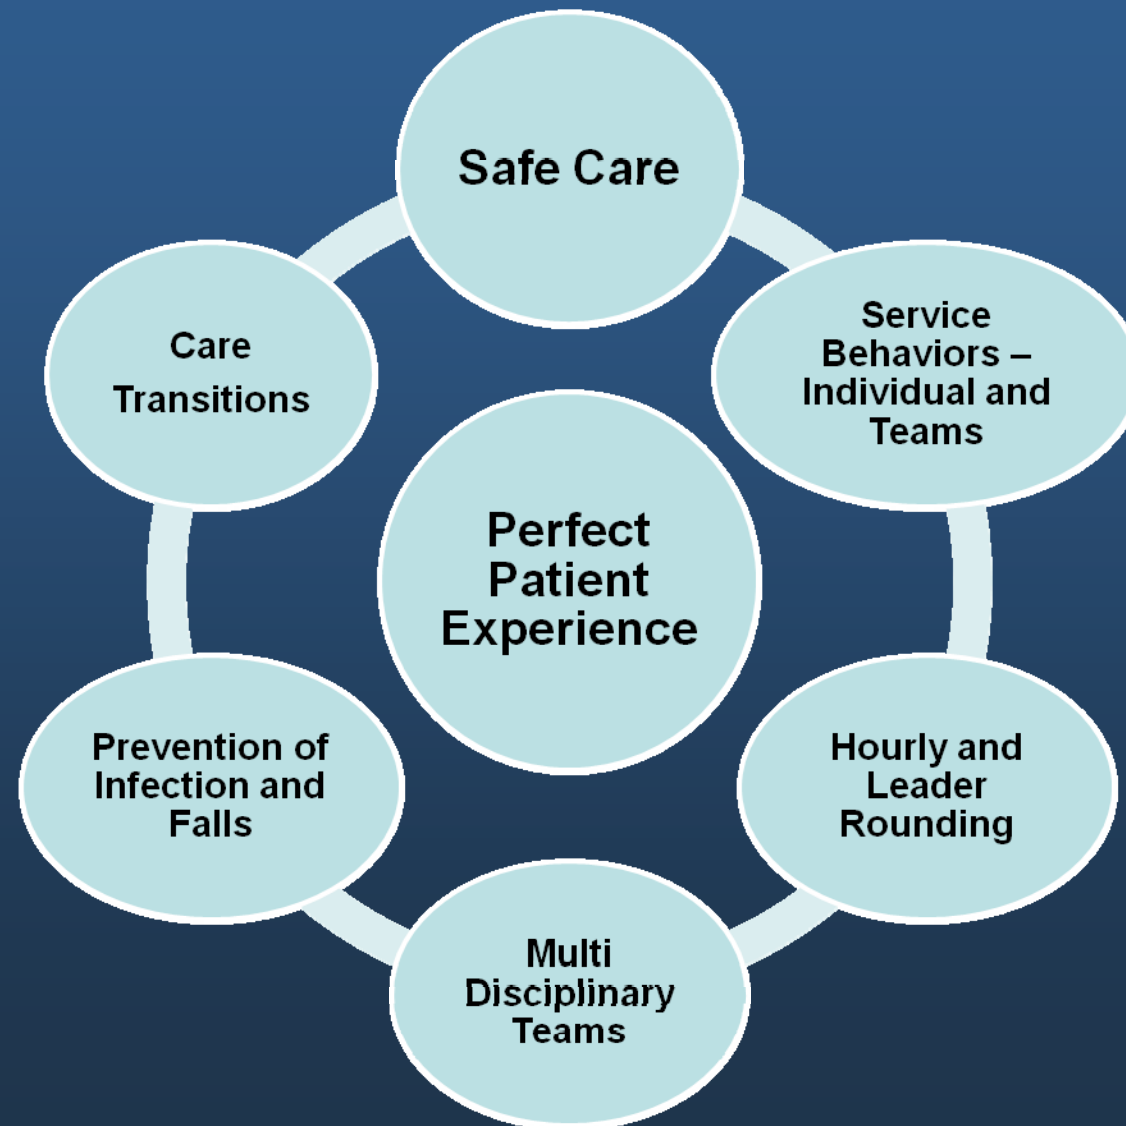 Safe Care
Service
Behaviors –
Individual and
Teams
Hourly and
Leader
Rounding
Multi
Disciplinary
Teams
Prevention of
Infection and
Falls
Care
Transitions
Perfect
Patient
Experience